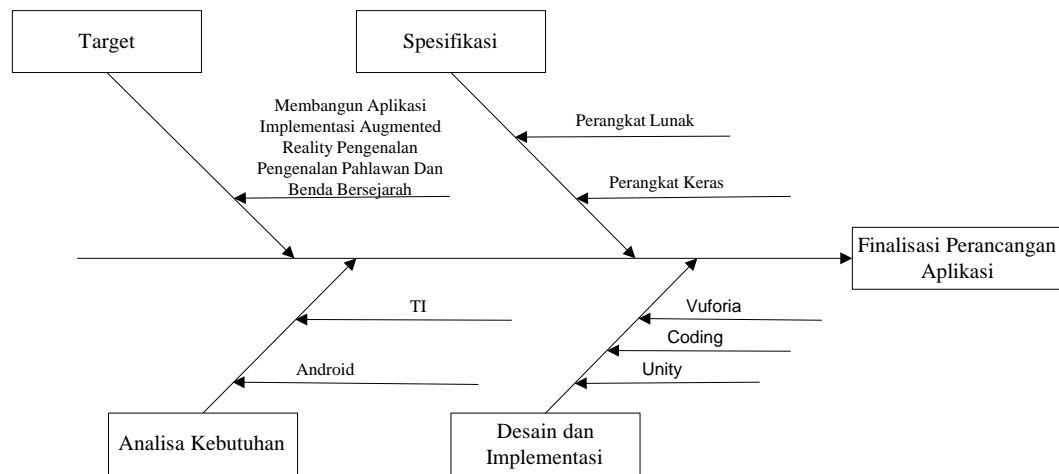 Target
Spesifikasi
Membangun Aplikasi
Implementasi Augmented
Reality Pengenalan
Pengenalan Pahlawan Dan
Benda Bersejarah
Perangkat Lunak
Perangkat Keras
Finalisasi Perancangan
Aplikasi
TI
Android
Vuforia
Coding
Unity
Analisa Kebutuhan
Desain dan
Implementasi